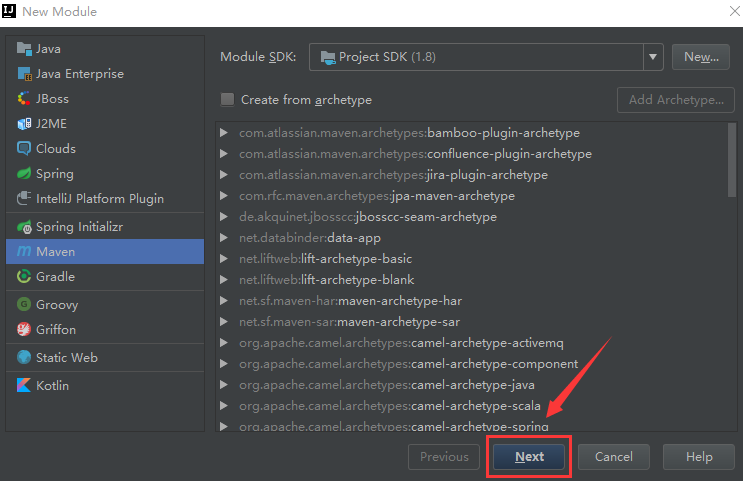 New Module
Java
Java Enterprise
JBoss
J2ME
Clouds
Spring
IntelliJ Platform Plugin
Spring Initializr
Maven
Gradle
Groovy
Griffon
Static Web
Kotlin
Module SDK: Project SDK (1.8) New...
Create from archetype Add Archetype...
com.atlassian.maven.archetypes:bamboo-plugin-archetype
com.atlassian.maven.archetypes:confluence-plugin-archetype
com.atlassian.maven.archetypes:jira-plugin-archetype
com.rfc.maven.archetypes:jpa-maven-archetype
de.akquinet.jbosscc:jbosscc-seam-archetype
net.databinder:data-app
net.liftweb:lift-archetype-basic
net.liftweb:lift-archetype-blank
net.sf.maven-har:maven-archetype-har
net.sf.maven-sar:maven-archetype-sar
org.apache.camel.archetypes:camel-archetype-activemq
org.apache.camel.archetypes:camel-archetype-component
org.apache.camel.archetypes:camel-archetype-java
org.apache.camel.archetypes:camel-archetype-scala
org.apache.camel.archetypes:camel-archetype-spring
Previous Next Cancel Help